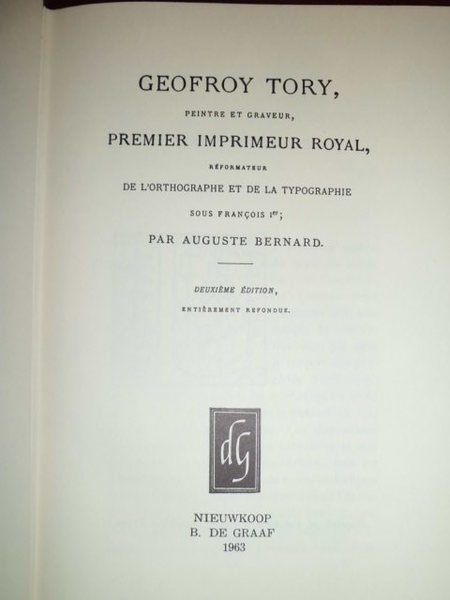 GEOFROY TORY,
PEINTRE ET GRAVEUR,
PREMIER IMPRIMEUR ROYAL,
RÉFORMATEUR
DE L'ORTHOGRAPHE ET DE LA TYPOGRAPHIE
SOUS FRANÇOIS Ier;
PAR AUGUSTE BERNARD.
DEUXIÈME ÉDITION,
ENTIÈREMENT REFONDUE.
dG
NIEUWKOOP
B. DE GRAAF
1963